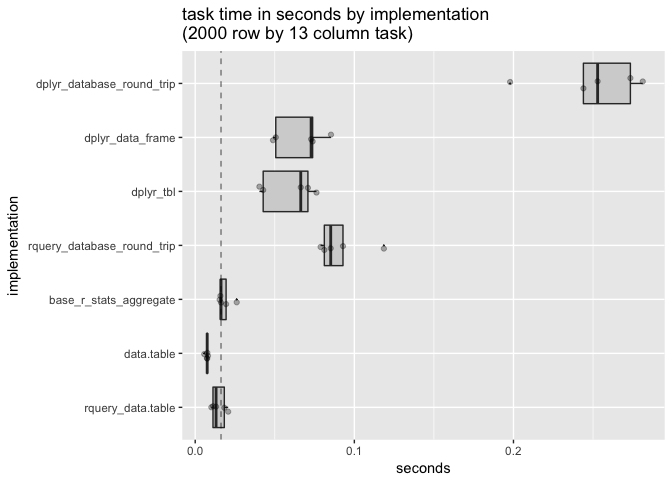 task time in seconds by implementation
(2000 row by 13 column task)
implementation
dplyr_database_round_trip
dplyr_data_frame
dplyr_tbl
rquery_database_round_trip
base_r_stats_aggregate
data.table
rquery_data.table
0.0 0.1 0.2
seconds